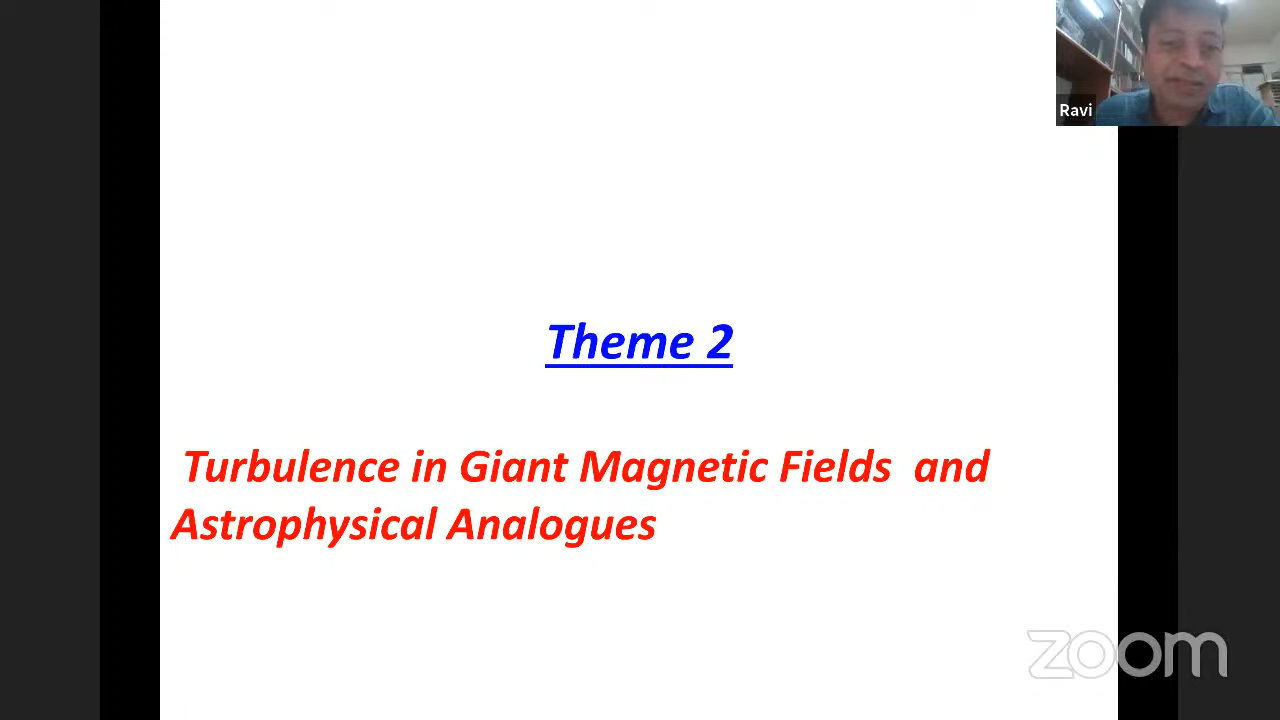 Ravi
Theme 2
Turbulence in Giant Magnetic Fields and
Astrophysical Analogues
zoom